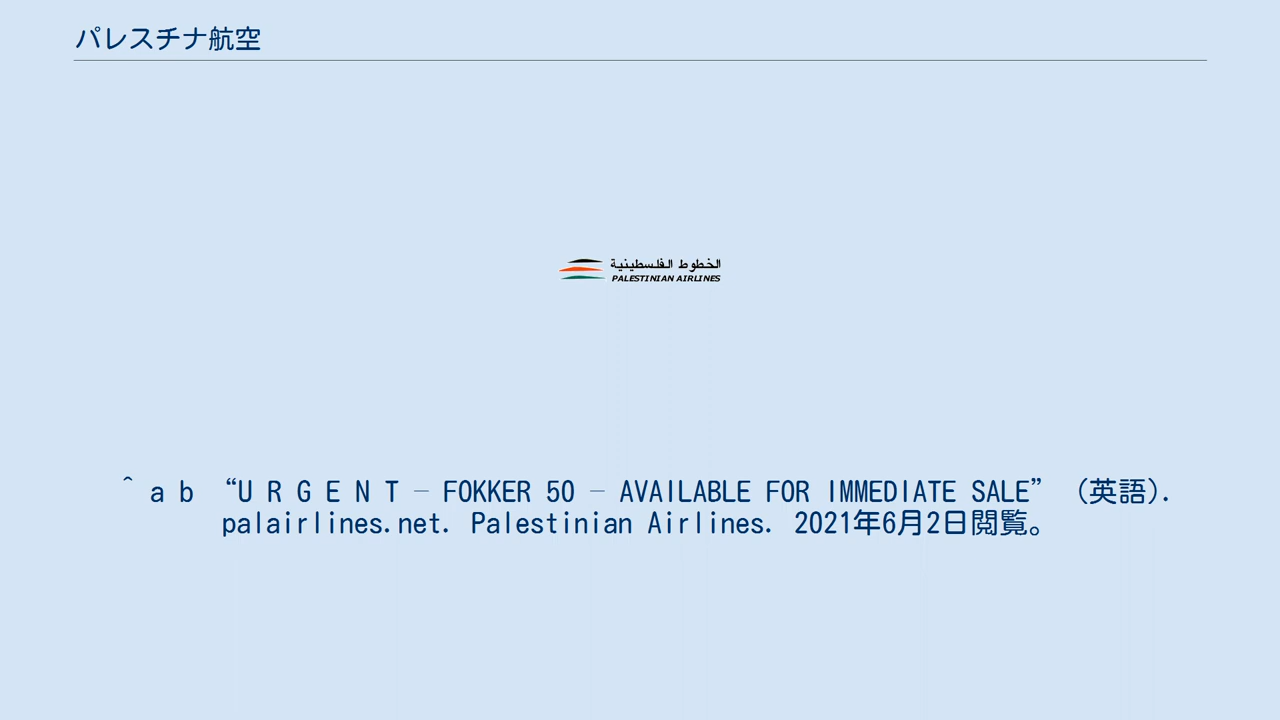 パレスチナ航空
الخطوط الفلسطينية
PALESTINIAN AIRLINES
^ a b “U R G E N T – FOKKER 50 – AVAILABLE FOR IMMEDIATE SALE” (英語).
palairlines.net. Palestinian Airlines. 2021年6月2日閲覧。